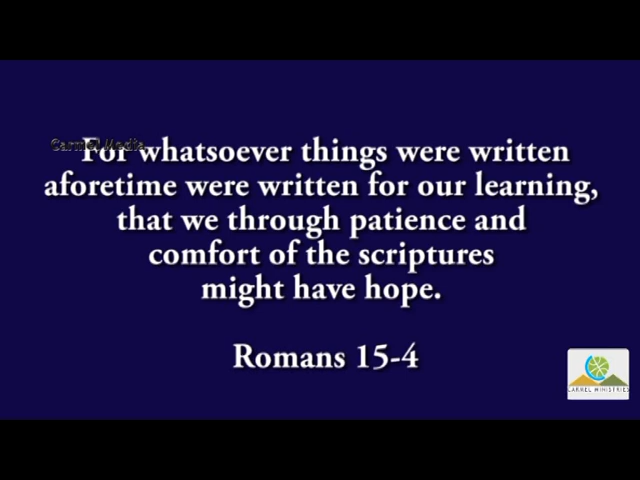 Carmel Media
For whatsoever things were written
aforetime were written for our learning,
that we through patience and
comfort of the scriptures
might have hope.
Romans 15-4
CARMEL MINISTRIES